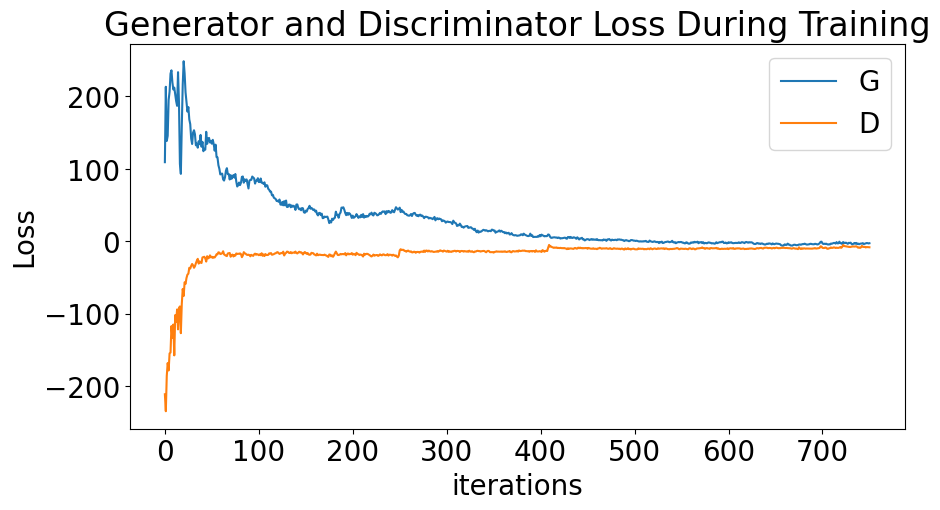 Generator and Discriminator Loss During Training
G
D
200
100
0
−100
−200
Loss
0 100 200 300 400 500 600 700
iterations